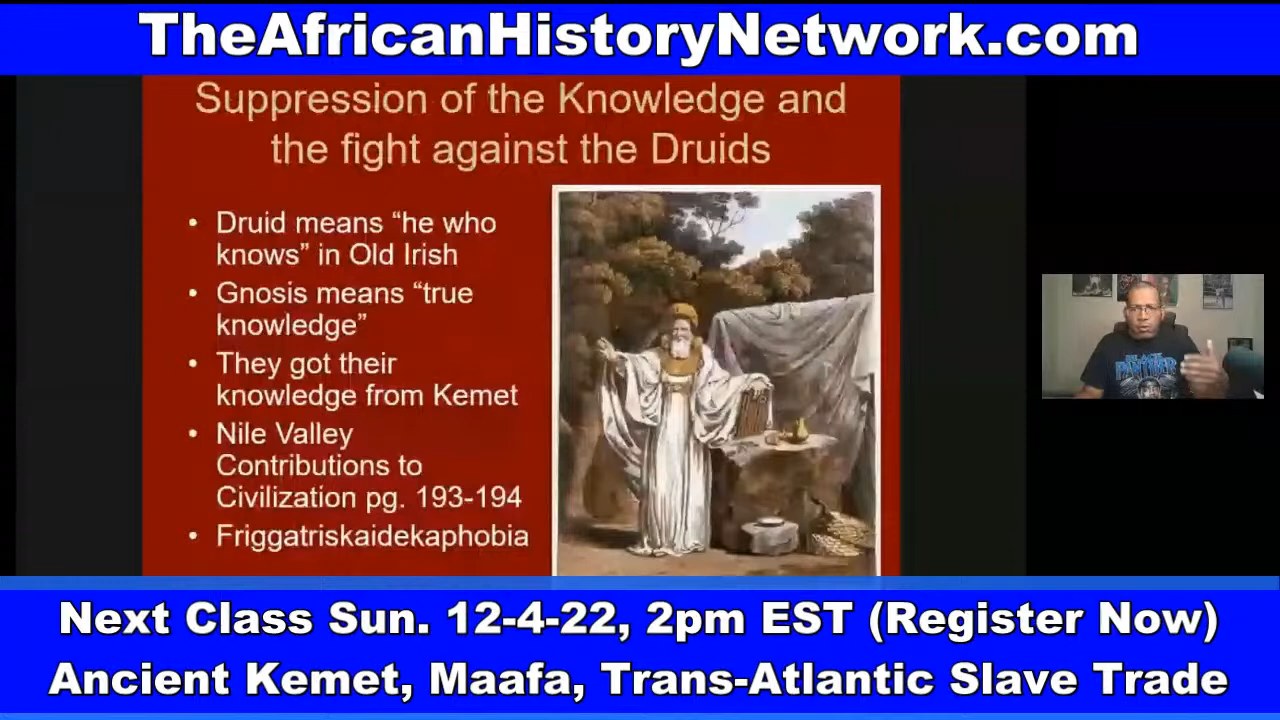 TheAfricanHistoryNetwork.com
Suppression of the Knowledge and
the fight against the Druids
• Druid means “he who
knows” in Old Irish
• Gnosis means “true
knowledge”
• They got their
knowledge from Kemet
• Nile Valley
Contributions to
Civilization pg. 193-194
• Friggatriskaidekaphobia
BLACK
PANTHER
Next Class Sun. 12-4-22, 2pm EST (Register Now)
Ancient Kemet, Maafa, Trans-Atlantic Slave Trade